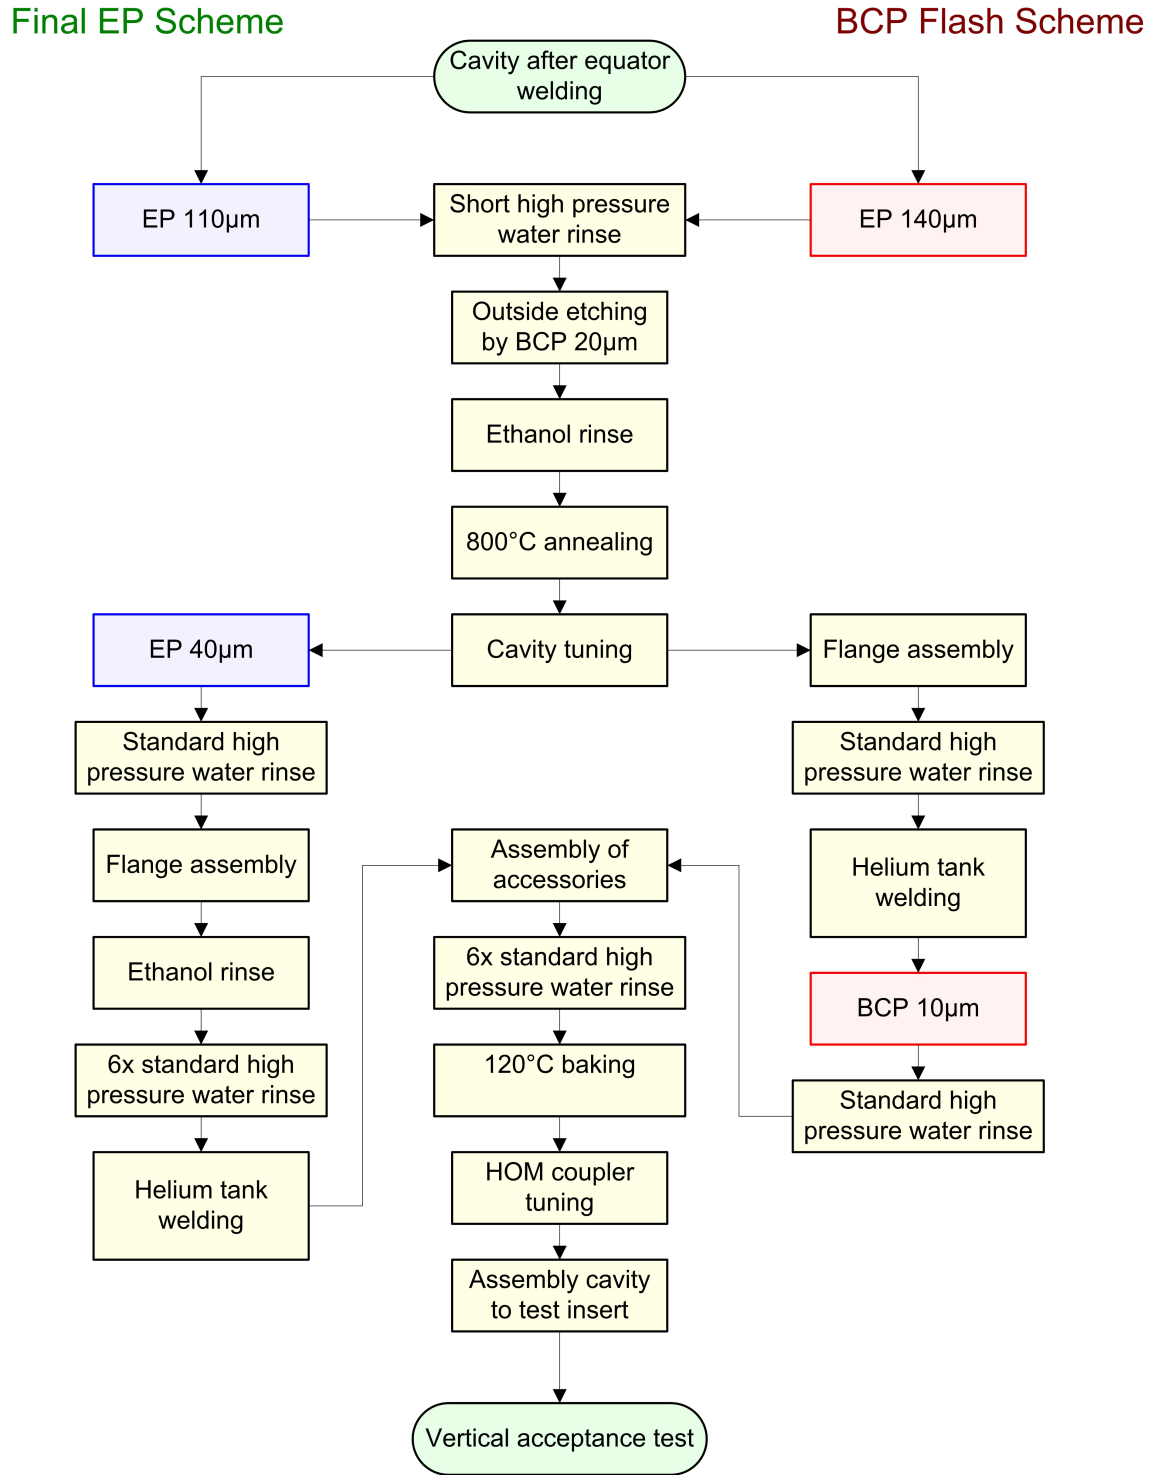 Final EP Scheme
BCP Flash Scheme
Cavity after equator
welding
EP 110µm
Short high pressure
water rinse
EP 140µm
Outside etching
by BCP 20µm
Ethanol rinse
800°C annealing
EP 40µm
Cavity tuning
Flange assembly
Standard high
pressure water rinse
Standard high
pressure water rinse
Flange assembly
Assembly of
accessories
Helium tank
welding
Ethanol rinse
6x standard high
pressure water rinse
BCP 10µm
6x standard high
pressure water rinse
120°C baking
Standard high
pressure water rinse
Helium tank
welding
HOM coupler
tuning
Assembly cavity
to test insert
Vertical acceptance test